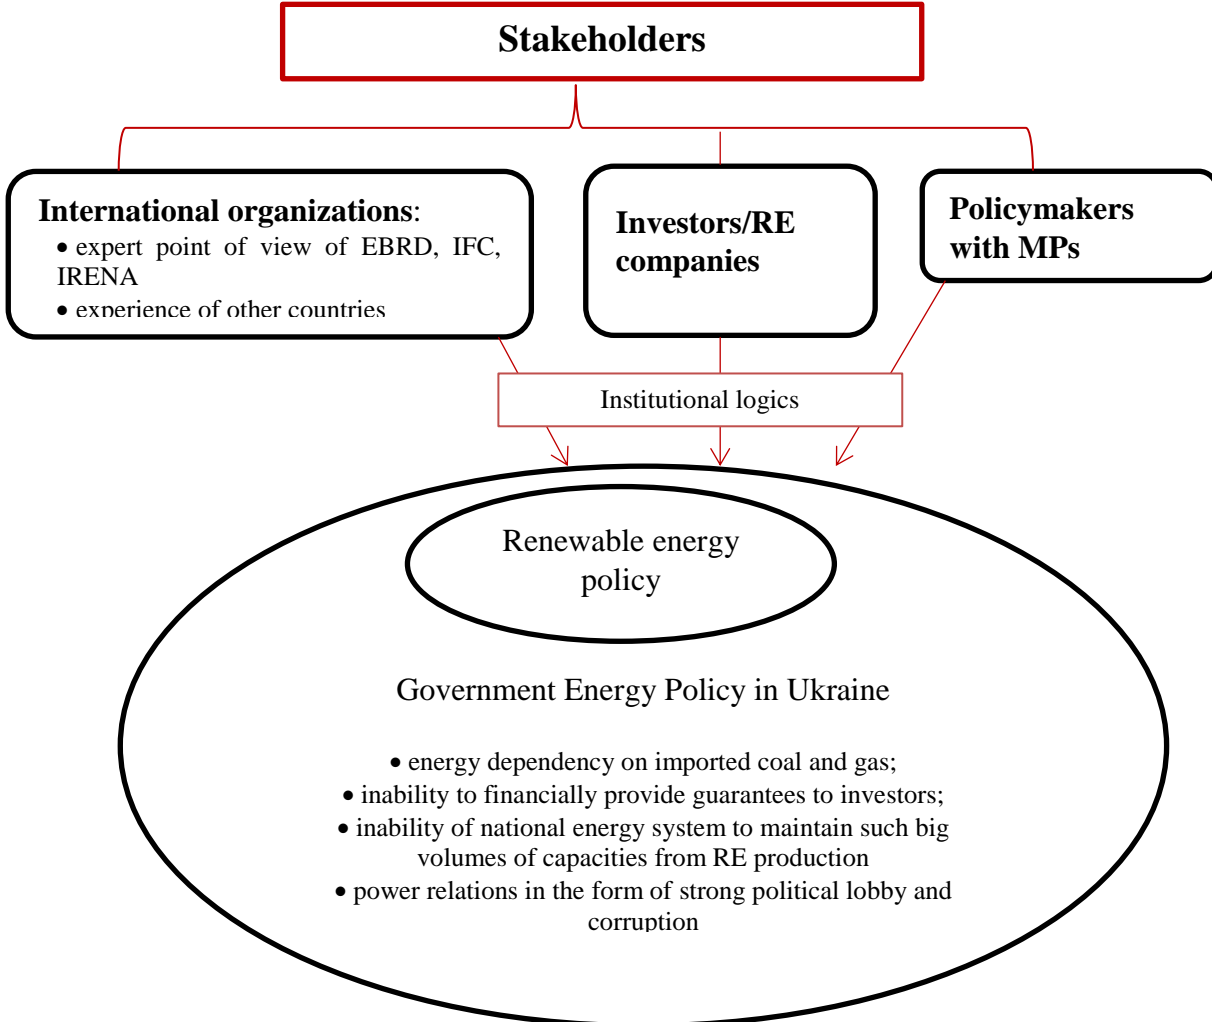 Stakeholders
International organizations:
• expert point of view of EBRD, IFC,
IRENA
• experience of other countries
Investors/RE
companies
Policymakers
with MPs
Institutional logics
Renewable energy
policy
Government Energy Policy in Ukraine
• energy dependency on imported coal and gas;
• inability to financially provide guarantees to investors;
• inability of national energy system to maintain such big
volumes of capacities from RE production
• power relations in the form of strong political lobby and
corruption